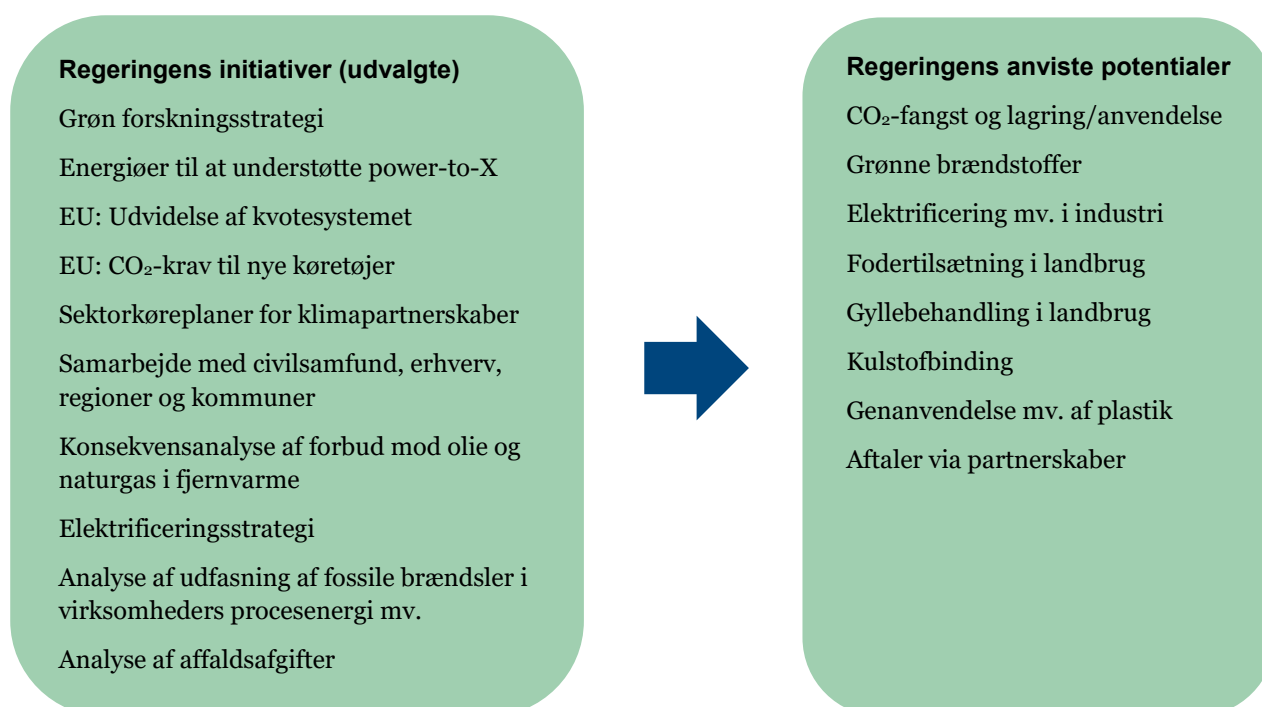 Regeringens initiativer (udvalgte)
Grøn forskningsstrategi
Energiøer til at understøtte power-to-X
EU: Udvidelse af kvotesystemet
EU: CO₂-krav til nye køretøjer
Sektorkøreplaner for klimapartnerskaber
Samarbejde med civilsamfund, erhverv,
regioner og kommuner
Konsekvensanalyse af forbud mod olie og
naturgas i fjernvarme
Elektrificeringsstrategi
Analyse af udfasning af fossile brændsler i
virksomheders procesenergi mv.
Analyse af affaldsafgifter
Regeringens anviste potentialer
CO₂-fangst og lagring/anvendelse
Grønne brændstoffer
Elektrificering mv. i industri
Fodertilsætning i landbrug
Gyllebehandling i landbrug
Kulstofbinding
Genanvendelse mv. af plastik
Aftaler via partnerskaber